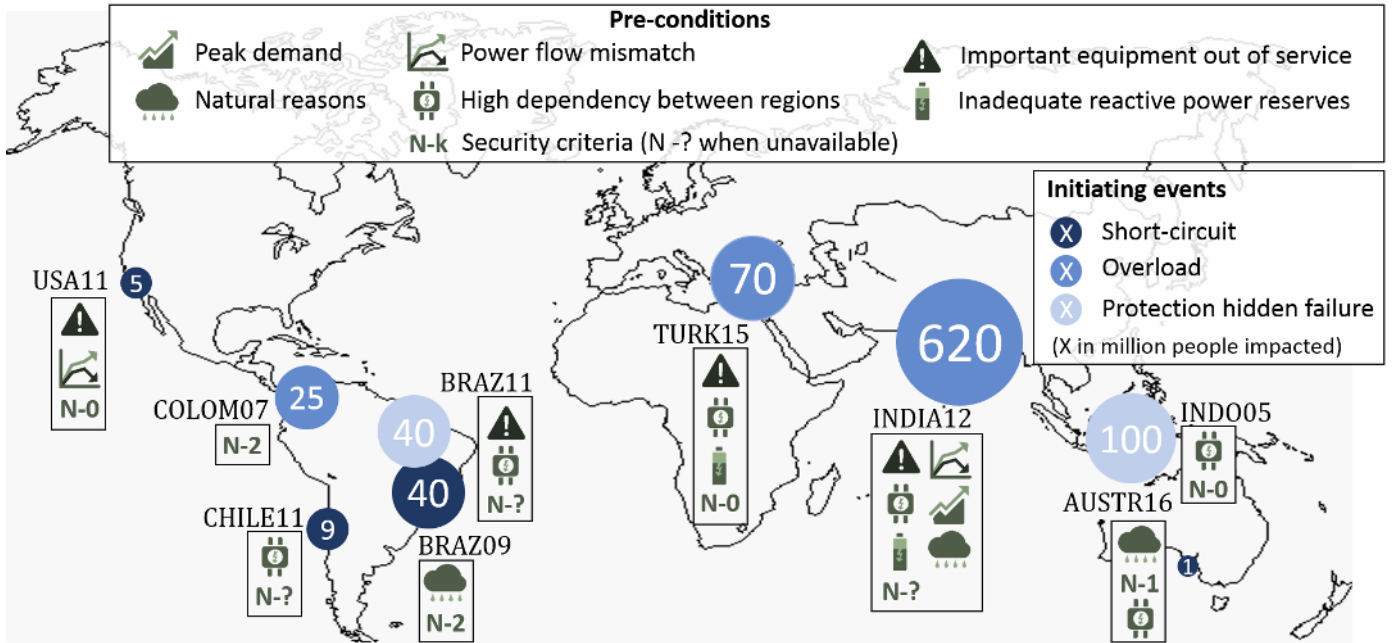 Pre-conditions
Peak demand
Power flow mismatch
Important equipment out of service
Natural reasons
High dependency between regions
Inadequate reactive power reserves
N-k Security criteria (N -? when unavailable)
Initiating events
X Short-circuit
X Overload
X Protection hidden failure
(X in million people impacted)
USA11
5
N-0
COLOM07
25
N-2
BRAZ11
40
N-?
40
BRAZ09
N-2
CHILE11
9
N-?
70
TURK15
N-0
620
INDIA12
N-?
100
INDO05
N-0
AUSTR16
N-1
1